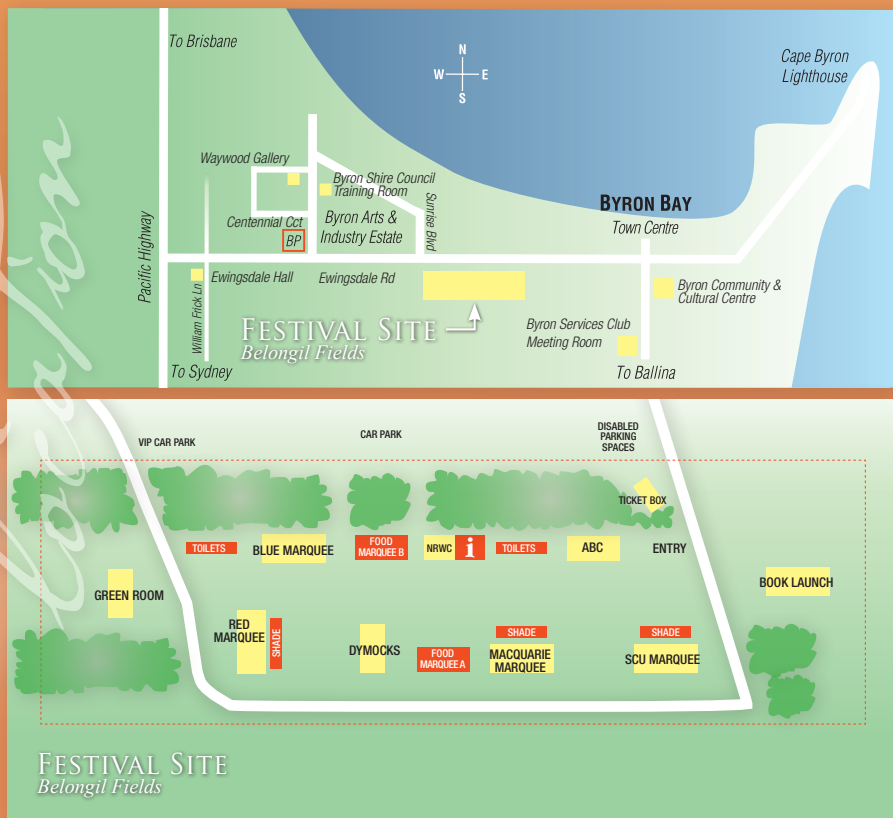 To Brisbane
N
W E
S
Cape Byron
Lighthouse
Waywood Gallery
Byron Shire Council
Training Room
Sunrise Blvd
BYRON BAY
Town Centre
Centennial Cct
Byron Arts &
Industry Estate
BP
Pacific Highway
Ewingsdale Hall
Ewingsdale Rd
William Frick Ln
Byron Community &
Cultural Centre
FESTIVAL SITE
Belongil Fields
Byron Services Club
Meeting Room
To Sydney
To Ballina
VIP CAR PARK
CAR PARK
DISABLED
PARKING
SPACES
TICKET BOX
TOILETS
BLUE MARQUEE
FOOD
MARQUEE B
NRWC
i
TOILETS
ABC
ENTRY
GREEN ROOM
BOOK LAUNCH
RED
MARQUEE
SHADE
DYMOCKS
FOOD
MARQUEE A
SHADE
MACQUARIE
MARQUEE
SHADE
SCU MARQUEE
FESTIVAL SITE
Belongil Fields